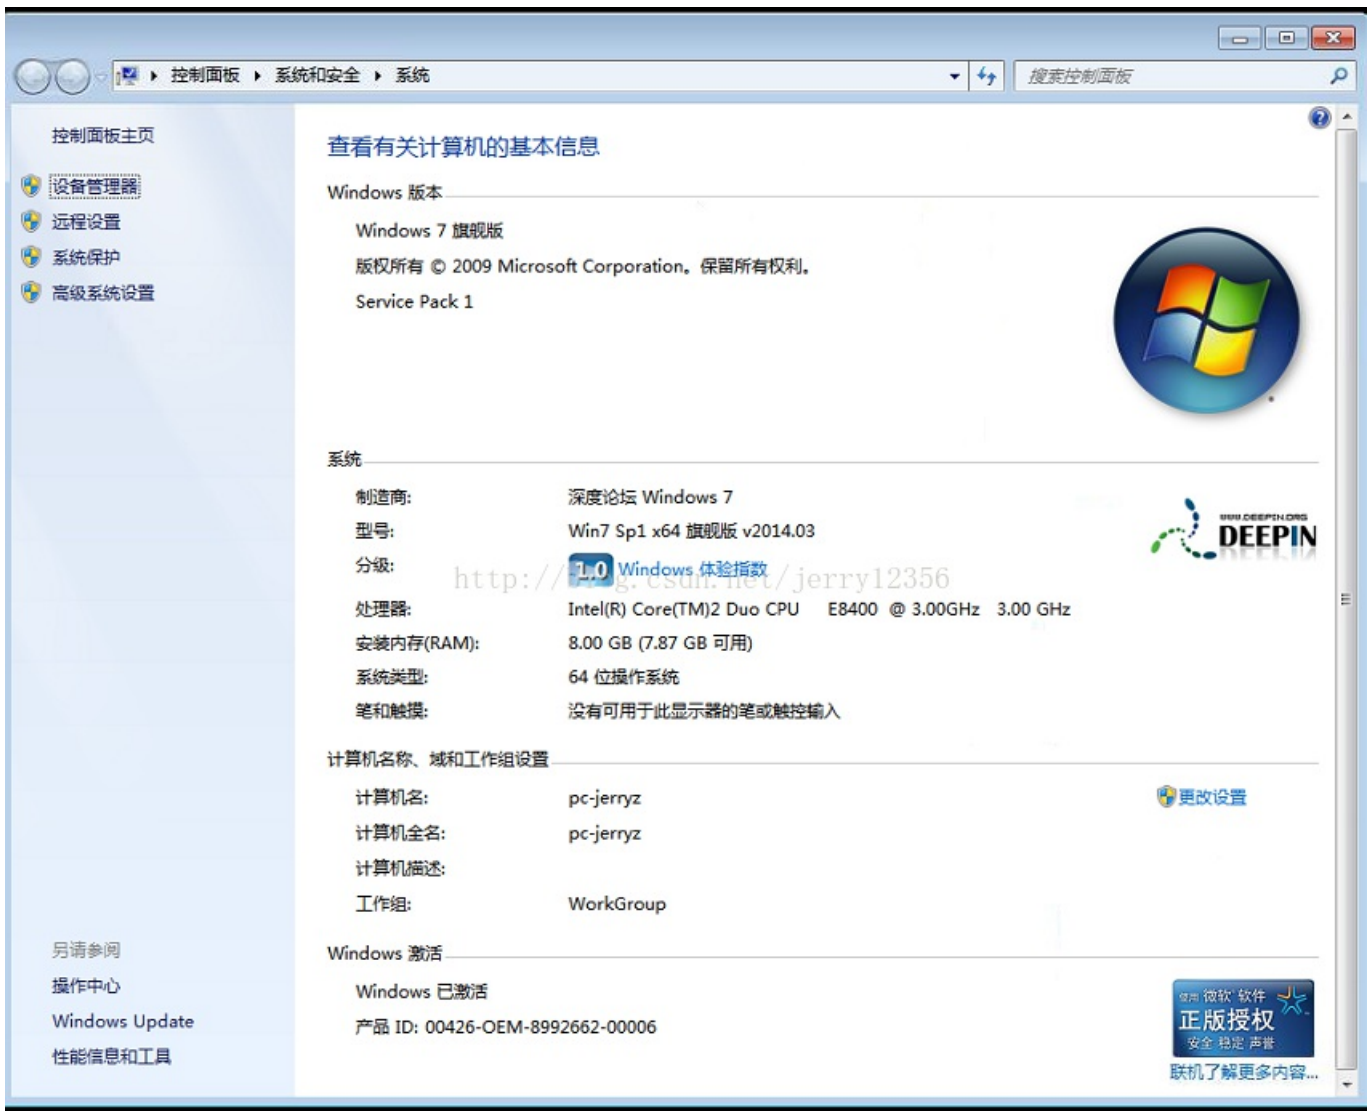 控制面板 系统和安全 系统
搜索控制面板
控制面板主页
设备管理器
远程设置
系统保护
高级系统设置
另请参阅
操作中心
Windows Update
性能信息和工具
查看有关计算机的基本信息
Windows 版本
Windows 7 旗舰版
版权所有 © 2009 Microsoft Corporation。保留所有权利。
Service Pack 1
系统
制造商: 深度论坛 Windows 7
型号: Win7 Sp1 x64 旗舰版 v2014.03
分级: 1.0 Windows 体验指数
处理器: Intel(R) Core(TM)2 Duo CPU E8400 @ 3.00GHz 3.00 GHz
安装内存(RAM): 8.00 GB (7.87 GB 可用)
系统类型: 64 位操作系统
笔和触摸: 没有可用于此显示器的笔或触控输入
WWW.DEEPIN.ORG
DEEPIN
http://blog.csdn.net/jerry12356
计算机名称、域和工作组设置
计算机名: pc-jerryz
更改设置
计算机全名: pc-jerryz
计算机描述:
工作组: WorkGroup
Windows 激活
Windows 已激活
产品 ID: 00426-OEM-8992662-00006
使用 微软 软件
正版授权
安全 稳定 声誉
联机了解更多内容...